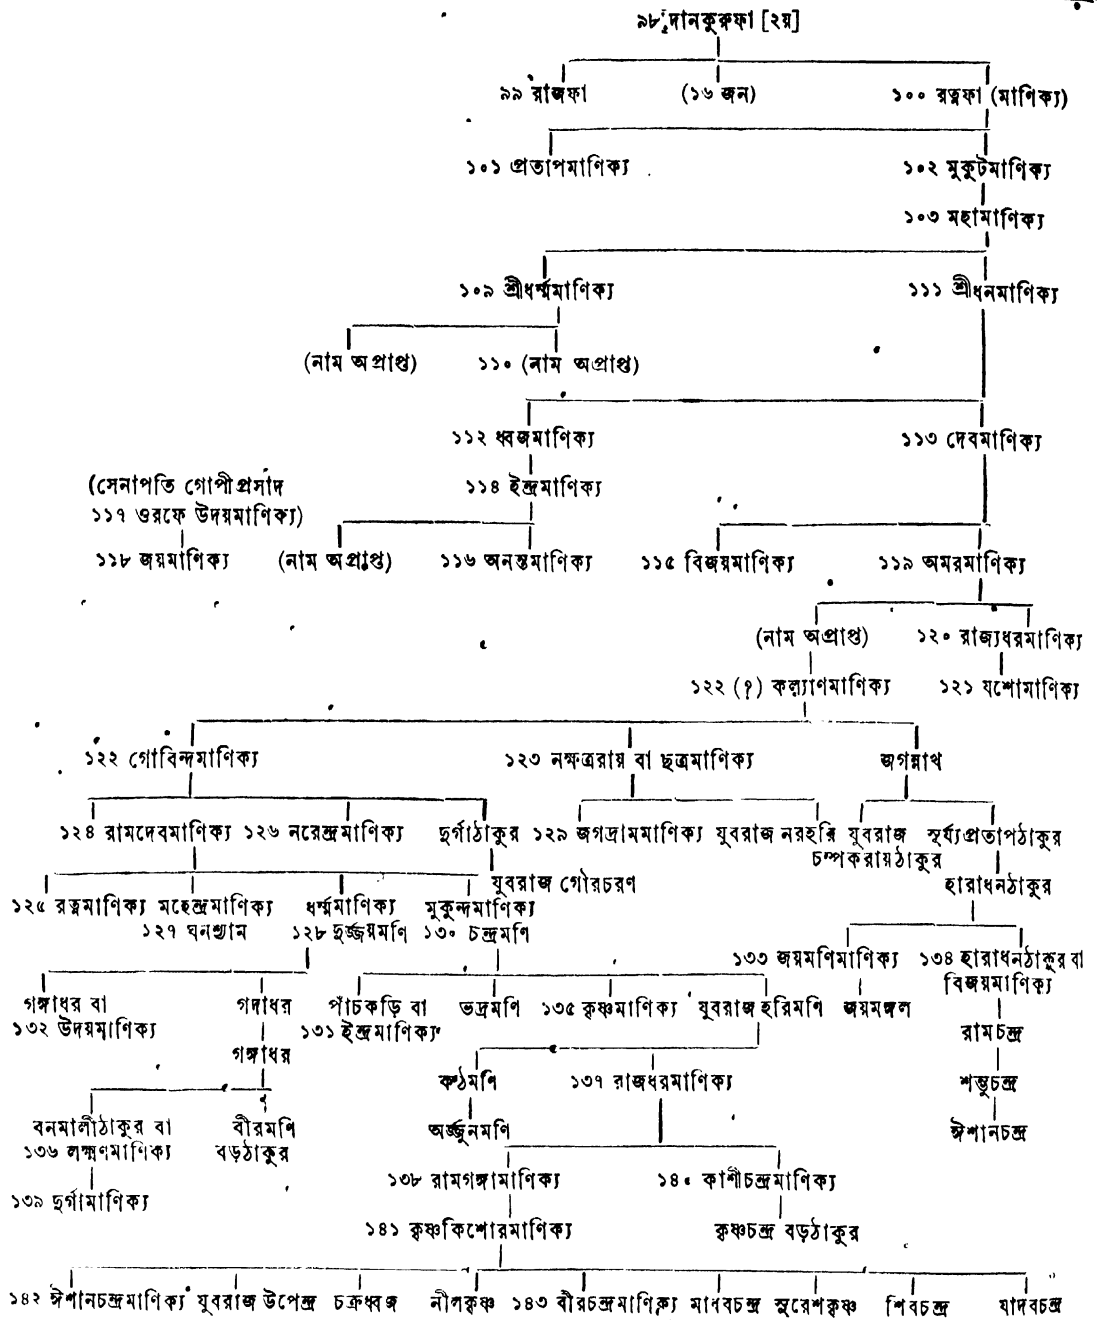 ৯৮ দানকুরুফা [২য়]
৯৯ রাজফা (১৬ জন) ১০০ রত্নফা (মাণিক্য)
১০১ প্রতাপমাণিক্য ১০২ মুকুটমাণিক্য
১০৩ মহামাণিক্য
১০৯ শ্রীধর্ম্মমাণিক্য ১১১ শ্রীধনমাণিক্য
(নাম অপ্রাপ্ত) ১১০ (নাম অপ্রাপ্ত)
১১২ ধ্বজমাণিক্য ১১৩ দেবমাণিক্য
(সেনাপতি গোপীপ্রসাদ ১১৪ ইন্দ্রমাণিক্য
১১৭ ওরফে উদয়মাণিক্য)
১১৮ জয়মাণিক্য (নাম অপ্রাপ্ত) ১১৬ অনন্তমাণিক্য ১১৫ বিজয়মাণিক্য ১১৯ অমরমাণিক্য
(নাম অপ্রাপ্ত) ১২০ রাজ্যধরমাণিক্য
১২২ (?) কল্যাণমাণিক্য ১২১ যশোমাণিক্য
১২২ গোবিন্দমাণিক্য ১২৩ নক্ষত্ররায় বা ছত্রমাণিক্য জগন্নাথ
১২৪ রামদেবমাণিক্য ১২৬ নরেন্দ্রমাণিক্য দুর্গাঠাকুর ১২৯ জগদ্রামমাণিক্য যুবরাজ নরহরি যুবরাজ সূর্য্যপ্রতাপঠাকুর
চম্পকরায়ঠাকুর
যুবরাজ গৌরচরণ হারাধনঠাকুর
১২৫ রত্নমাণিক্য মহেন্দ্রমাণিক্য ধর্ম্মমাণিক্য মুকুন্দমাণিক্য
১২৭ ঘনশ্যাম ১২৮ দুর্জ্জয়মণি ১৩০ চন্দ্রমণি
১৩৩ জয়মণিমাণিক্য ১৩৪ হারাধনঠাকুর বা
বিজয়মাণিক্য
গঙ্গাধর বা গদাধর পাঁচকড়ি বা ভদ্রমণি ১৩৫ কৃষ্ণমাণিক্য যুবরাজ হরিমণি জয়মঙ্গল
১৩২ উদয়মাণিক্য ১৩১ ইন্দ্রমাণিক্য রামচন্দ্র
গঙ্গাধর
কণ্ঠমণি ১৩৭ রাজধরমাণিক্য শম্ভুচন্দ্র
বনমালীঠাকুর বা বীরমণি অর্জ্জুনমণি ঈশানচন্দ্র
১৩৬ লক্ষ্মণমাণিক্য বড়ঠাকুর
১৩৮ রামগঙ্গামাণিক্য ১৪০ কাশীচন্দ্রমাণিক্য
১৩৯ দুর্গামাণিক্য
১৪১ কৃষ্ণকিশোরমাণিক্য কৃষ্ণচন্দ্র বড়ঠাকুর
১৪২ ঈশানচন্দ্রমাণিক্য যুবরাজ উপেন্দ্র চক্রধ্বজ নীলকৃষ্ণ ১৪৩ বীরচন্দ্রমাণিক্য মাধবচন্দ্র সুরেশকৃষ্ণ শিবচন্দ্র যাদবচন্দ্র